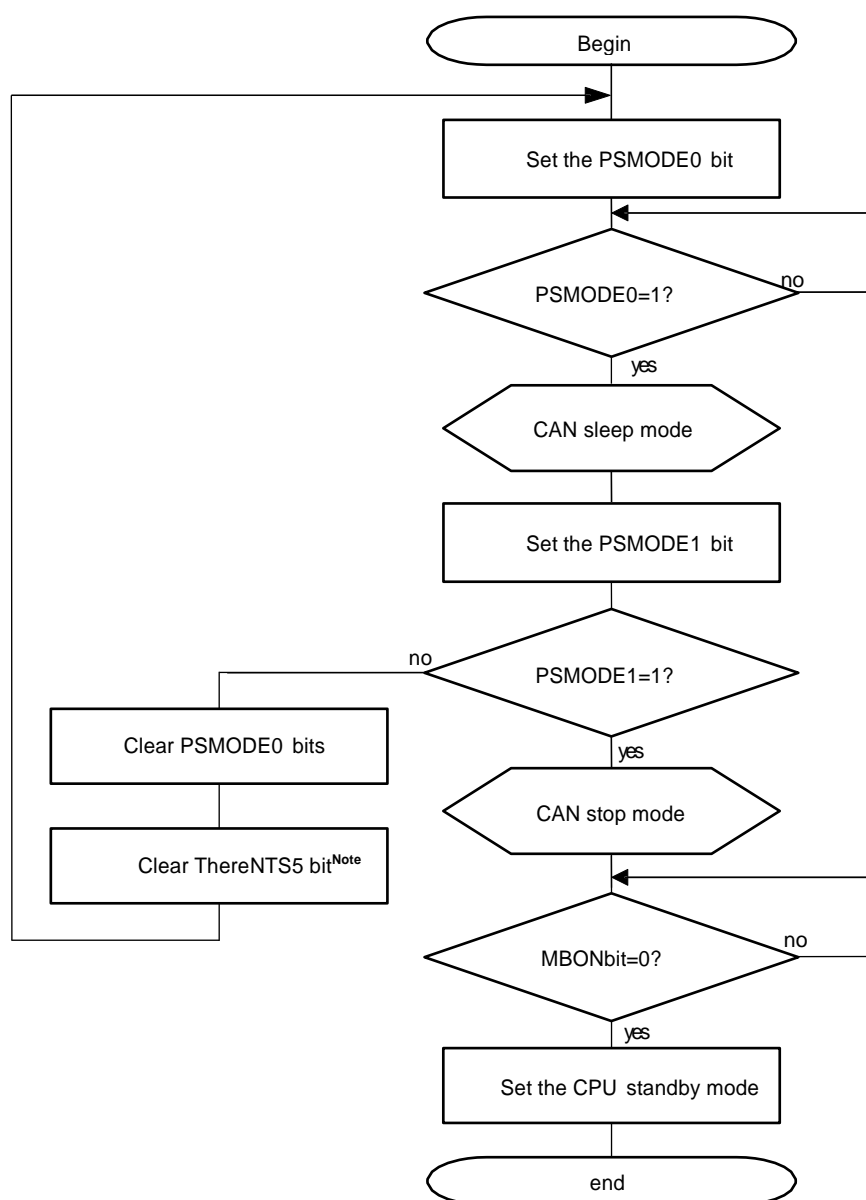 Begin
Set the PSMODE0 bit
PSMODE0=1?
no
yes
CAN sleep mode
Set the PSMODE1 bit
PSMODE1=1?
no
yes
Clear PSMODE0 bits
Clear ThereNTS5 bitNote
CAN stop mode
MBONbit=0?
no
yes
Set the CPU standby mode
end